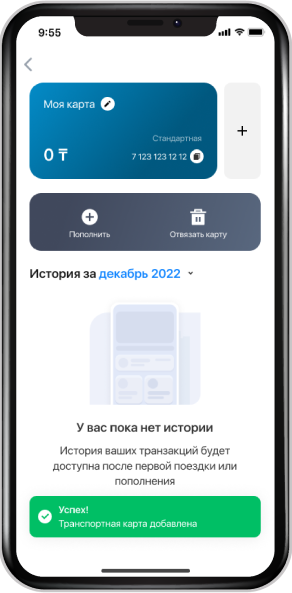 9:55
Моя карта
Стандартная
0 ₸
7 123 123 12 12
+
Пополнить
Отвязать карту
История за декабрь 2022
У вас пока нет истории
История ваших транзакций будет
доступна после первой поездки или
пополнения
Успех!
Транспортная карта добавлена